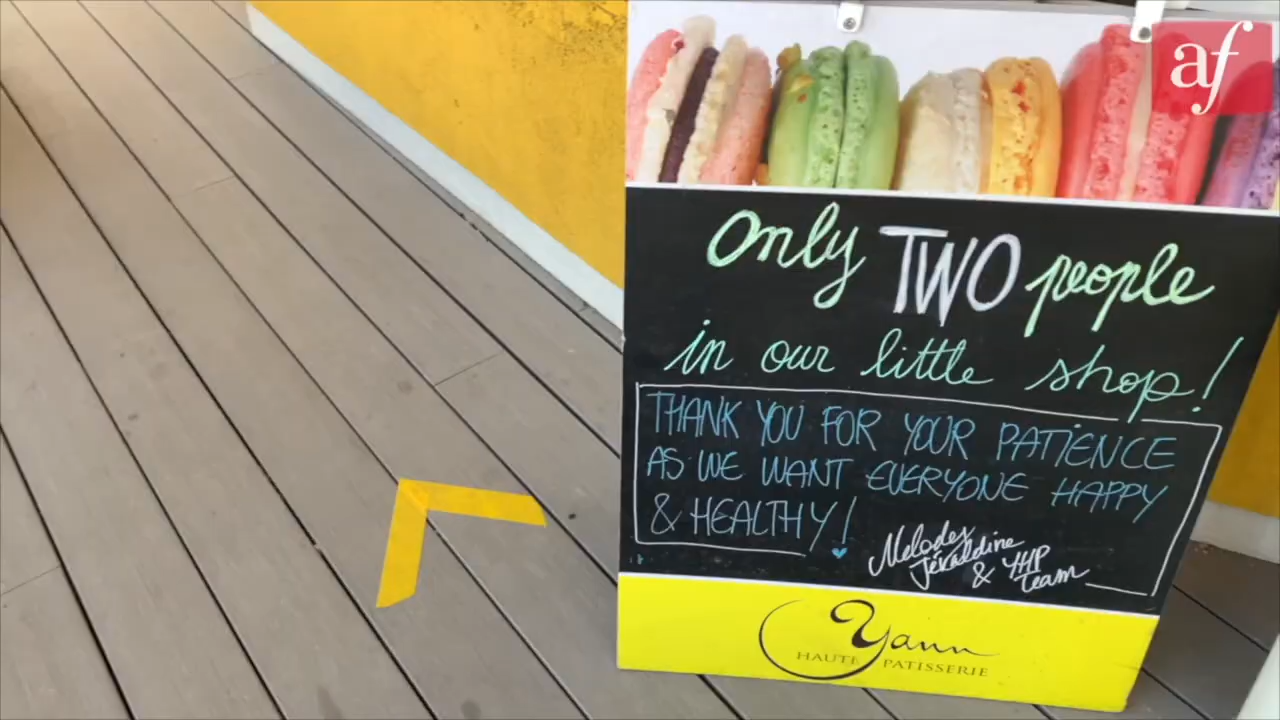 af
Only TWO people
in our little shop!
THANK YOU FOR YOUR PATIENCE
AS WE WANT EVERYONE HAPPY
& HEALTHY!
Melodey
Jéraldine
& YHP
Team
Yann
HAUTE PATISSERIE